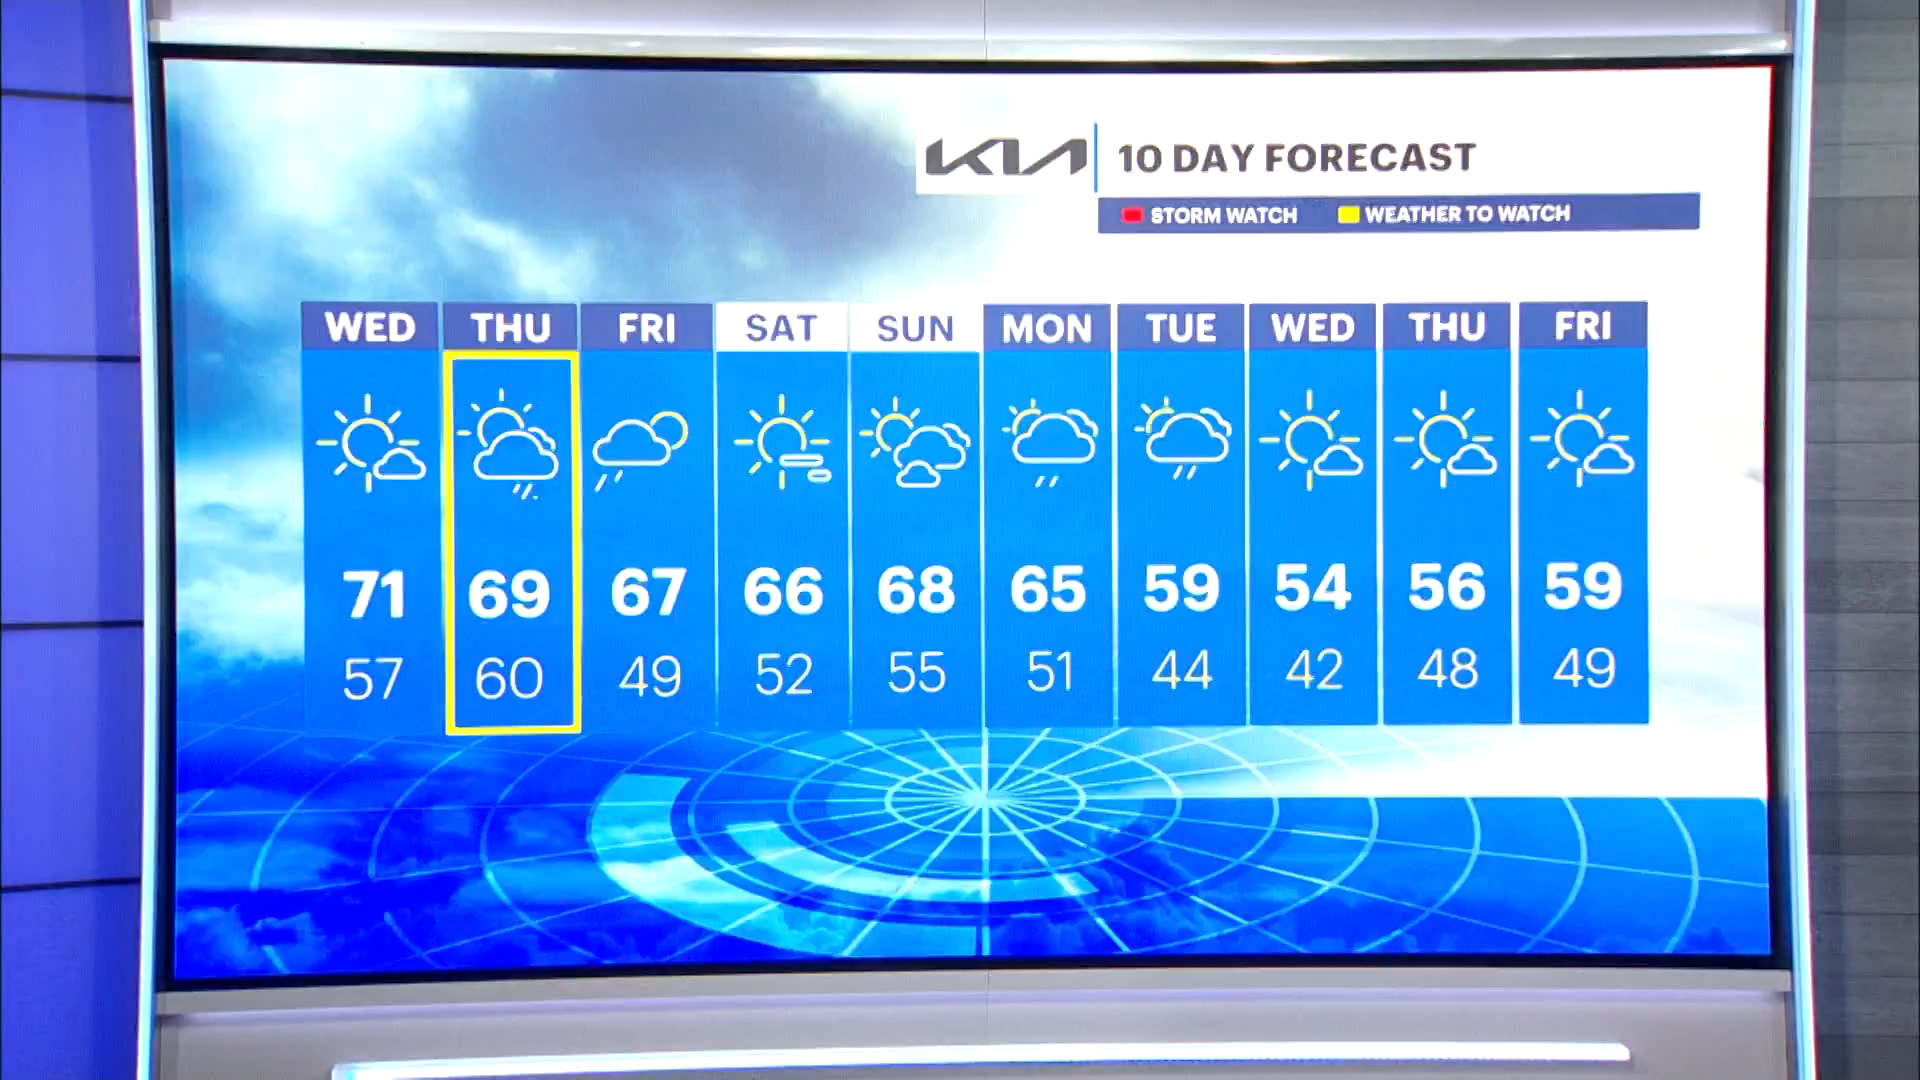 KIA 10 DAY FORECAST
STORM WATCH WEATHER TO WATCH
WED THU FRI SAT SUN MON TUE WED THU FRI
71 69 67 66 68 65 59 54 56 59
57 60 49 52 55 51 44 42 48 49